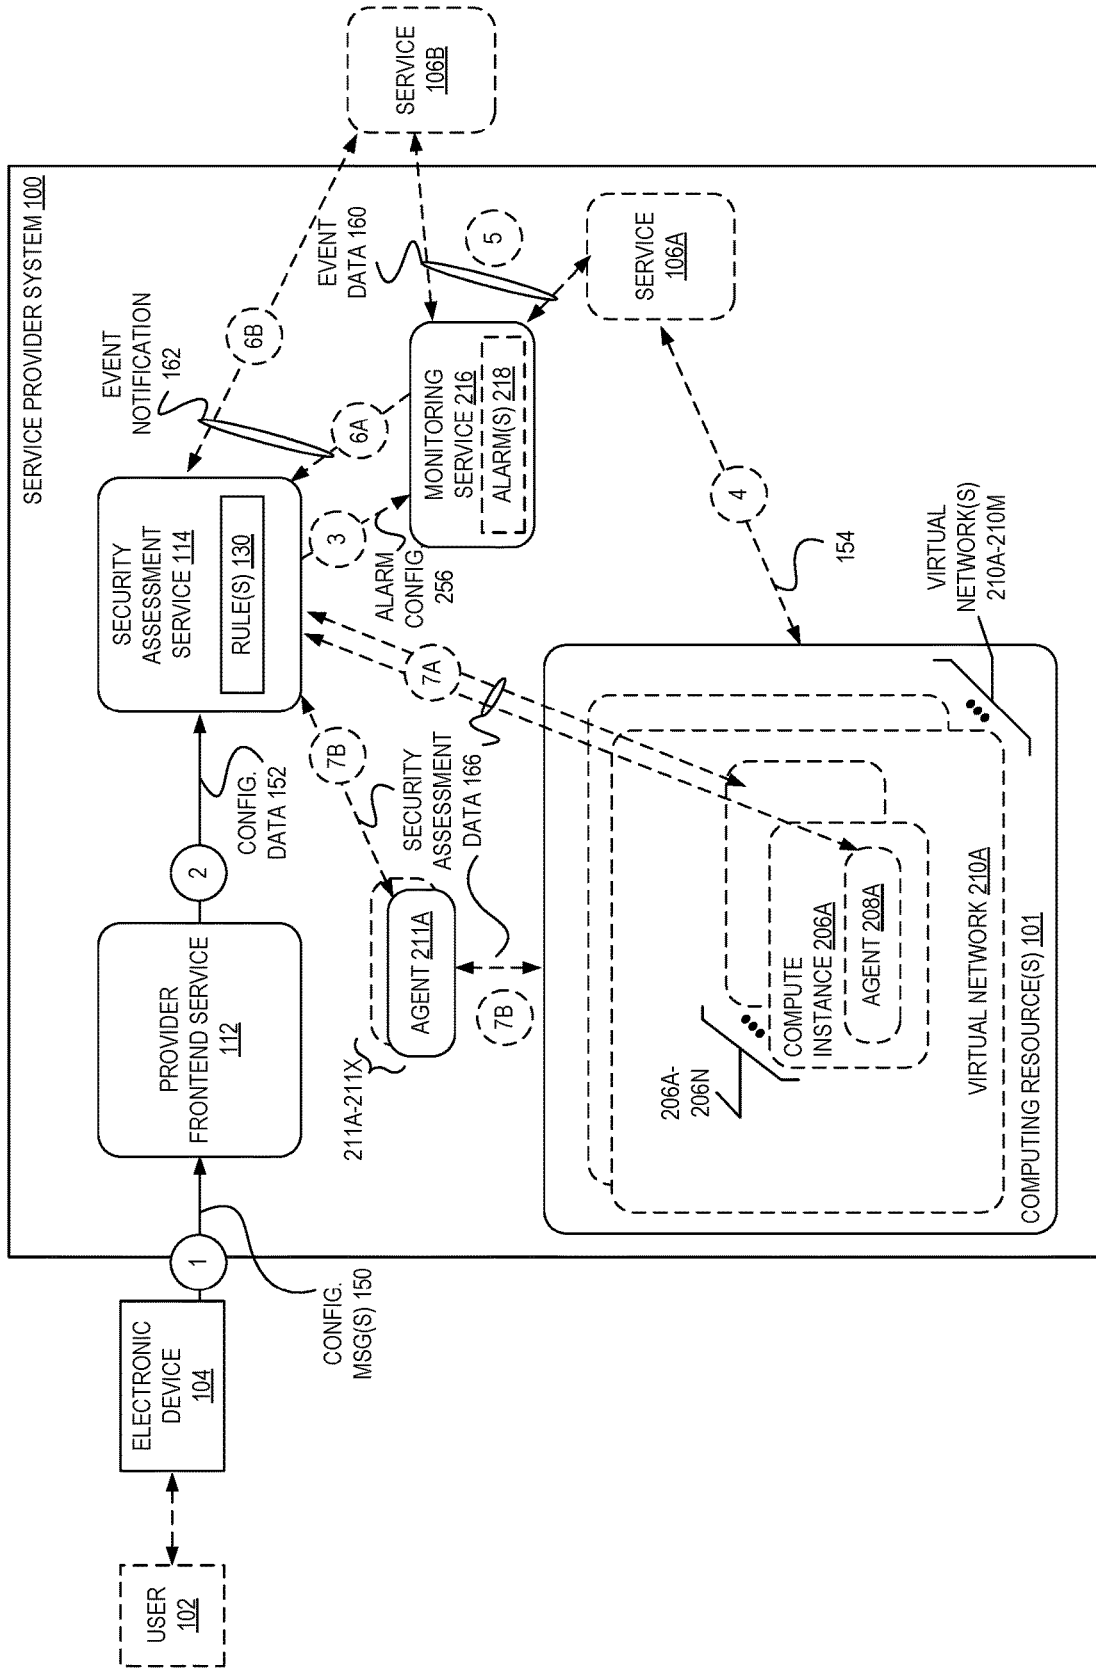 SERVICE PROVIDER SYSTEM 100
USER
102
ELECTRONIC
DEVICE
104
1
CONFIG.
MSG(S) 150
PROVIDER
FRONTEND SERVICE
112
2
CONFIG.
DATA 152
SECURITY
ASSESSMENT
SERVICE 114
RULE(S) 130
EVENT
NOTIFICATION
162
6B
6A
3
ALARM
CONFIG
256
MONITORING
SERVICE 216
ALARM(S) 218
EVENT
DATA 160
5
SERVICE
106B
SERVICE
106A
4
154
7B
7A
SECURITY
ASSESSMENT
DATA 166
211A-211X
AGENT 211A
7B
206A-
206N
COMPUTE
INSTANCE 206A
AGENT 208A
VIRTUAL NETWORK 210A
COMPUTING RESOURCE(S) 101
VIRTUAL
NETWORK(S)
210A-210M